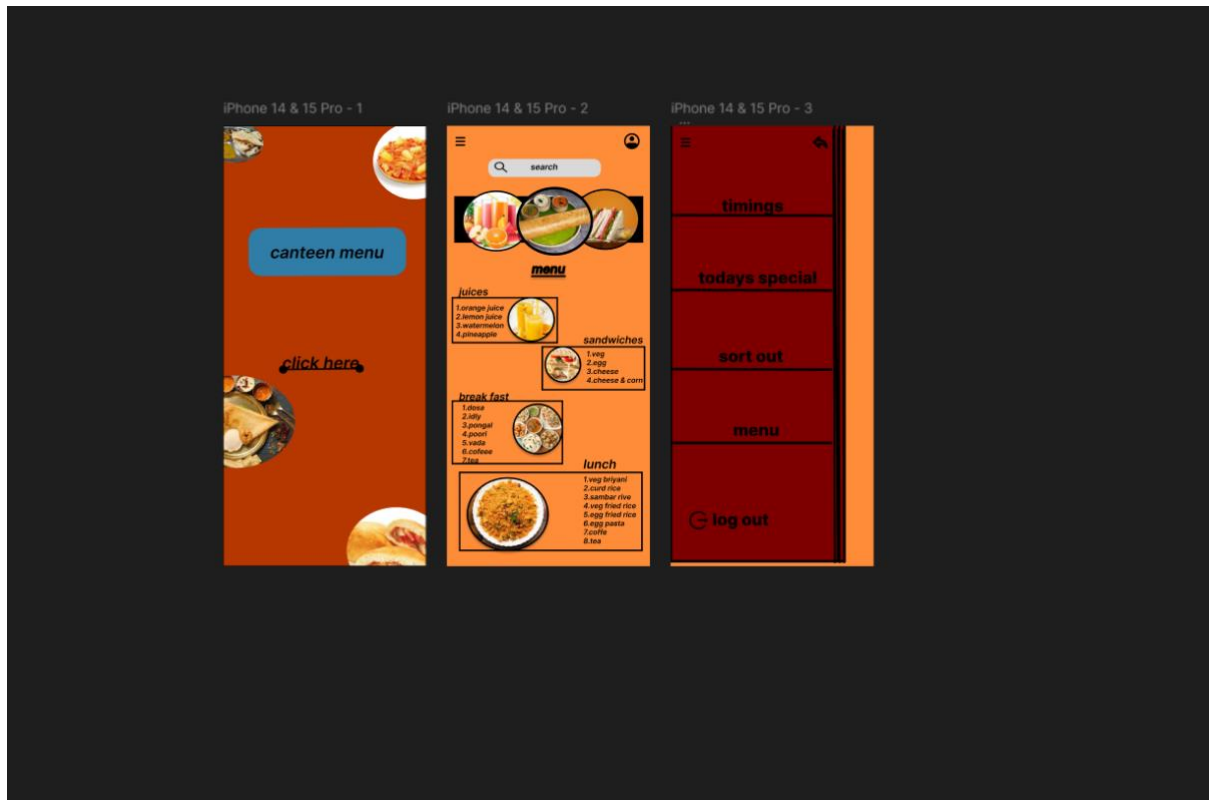 iPhone 14 & 15 Pro - 1
canteen menu
click here
iPhone 14 & 15 Pro - 2
search
menu
juices
1.orange juice
2.lemon juice
3.watermelon
4.pineapple
sandwiches
1.veg
2.egg
3.cheese
4.cheese & corn
break fast
1.dosa
2.idly
3.pongal
4.poori
5.vada
6.cofeee
7.tea
lunch
1.veg briyani
2.curd rice
3.sambar rive
4.veg fried rice
5.egg fried rice
6.egg pasta
7.coffe
8.tea
iPhone 14 & 15 Pro - 3
...
timings
todays special
sort out
menu
log out